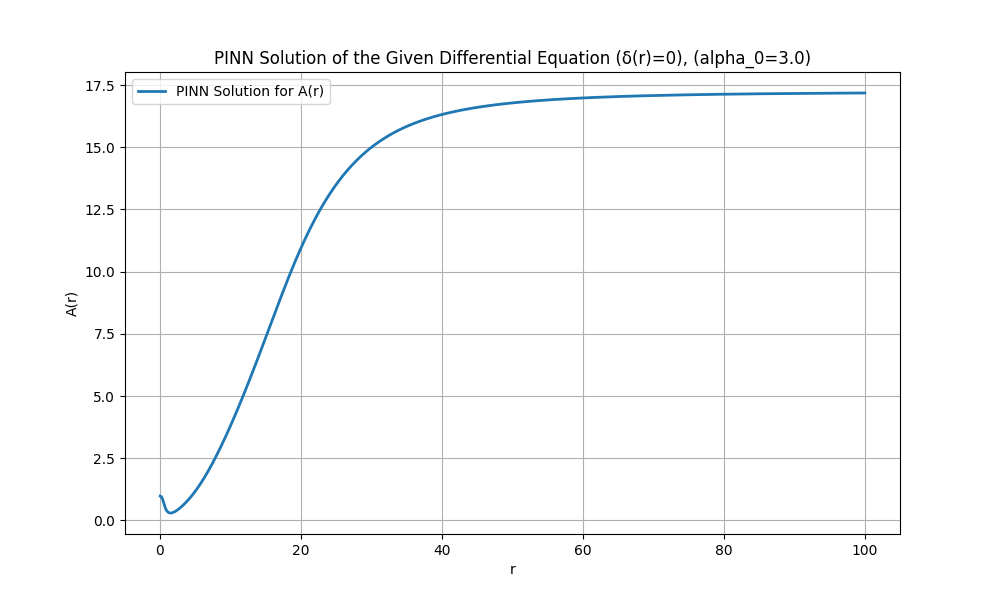 PINN Solution of the Given Differential Equation (δ(r)=0), (alpha_0=3.0)
PINN Solution for A(r)
17.5
15.0
12.5
10.0
7.5
5.0
2.5
0.0
A(r)
0 20 40 60 80 100
r